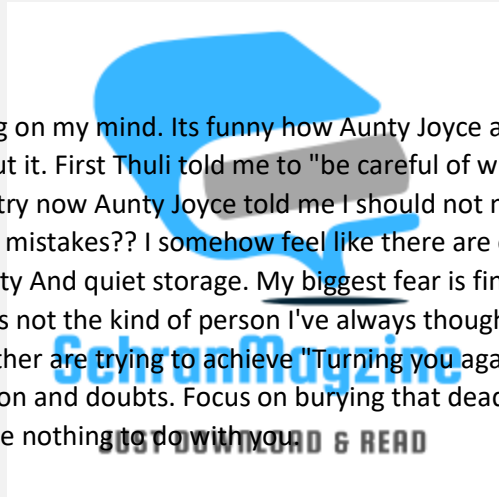 g on my mind. Its funny how Aunty Joyce a
ut it. First Thuli told me to "be careful of w
try now Aunty Joyce told me I should not r
mistakes?? I somehow feel like there are
ty And quiet storage. My biggest fear is fin
s not the kind of person I've always though
ther are trying to achieve "Turning you aga
on and doubts. Focus on burying that dead
e nothing to do with you.
SchranMagzine
JUST DOWNLOAD & READ